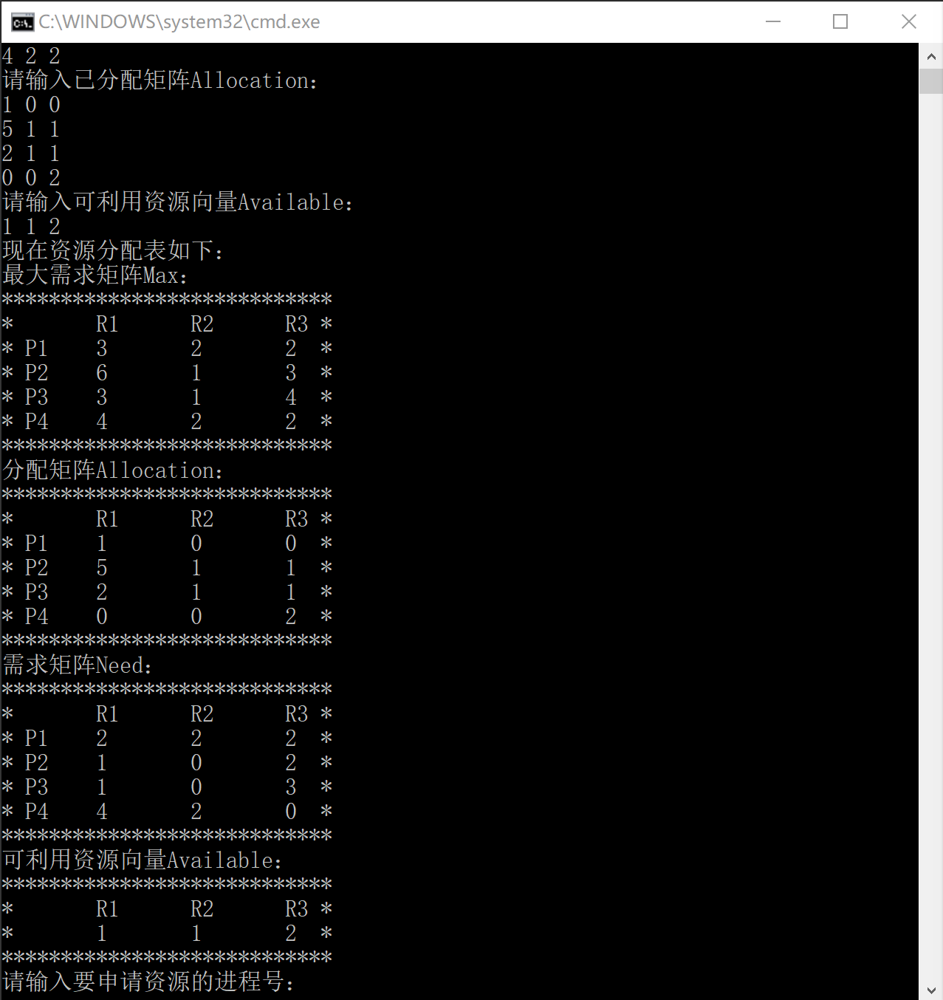 C:\WINDOWS\system32\cmd.exe
4 2 2
请输入已分配矩阵Allocation：
1 0 0
5 1 1
2 1 1
0 0 2
请输入可利用资源向量Available：
1 1 2
现在资源分配表如下：
最大需求矩阵Max：
****************************
*       R1      R2      R3 *
* P1    3       2       2  *
* P2    6       1       3  *
* P3    3       1       4  *
* P4    4       2       2  *
****************************
分配矩阵Allocation：
****************************
*       R1      R2      R3 *
* P1    1       0       0  *
* P2    5       1       1  *
* P3    2       1       1  *
* P4    0       0       2  *
****************************
需求矩阵Need：
****************************
*       R1      R2      R3 *
* P1    2       2       2  *
* P2    1       0       2  *
* P3    1       0       3  *
* P4    4       2       0  *
****************************
可利用资源向量Available：
****************************
*       R1      R2      R3 *
*       1       1       2  *
****************************
请输入要申请资源的进程号：